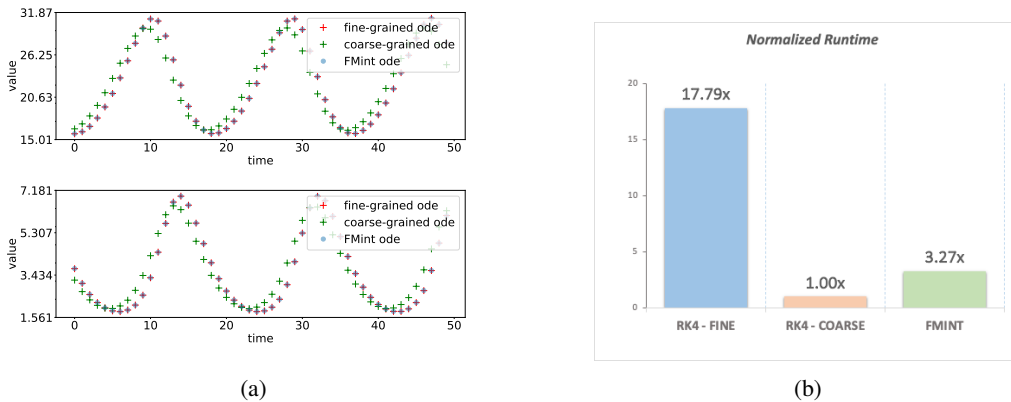 31.87
26.25
20.63
15.01
value
fine-grained ode
coarse-grained ode
FMint ode
0 10 20 30 40 50
time
7.181
5.307
3.434
1.561
value
fine-grained ode
coarse-grained ode
FMint ode
0 10 20 30 40 50
time
(a)
Normalized Runtime
20
15
10
5
0
17.79x
1.00x
3.27x
RK4 - FINE RK4 - COARSE FMINT
(b)